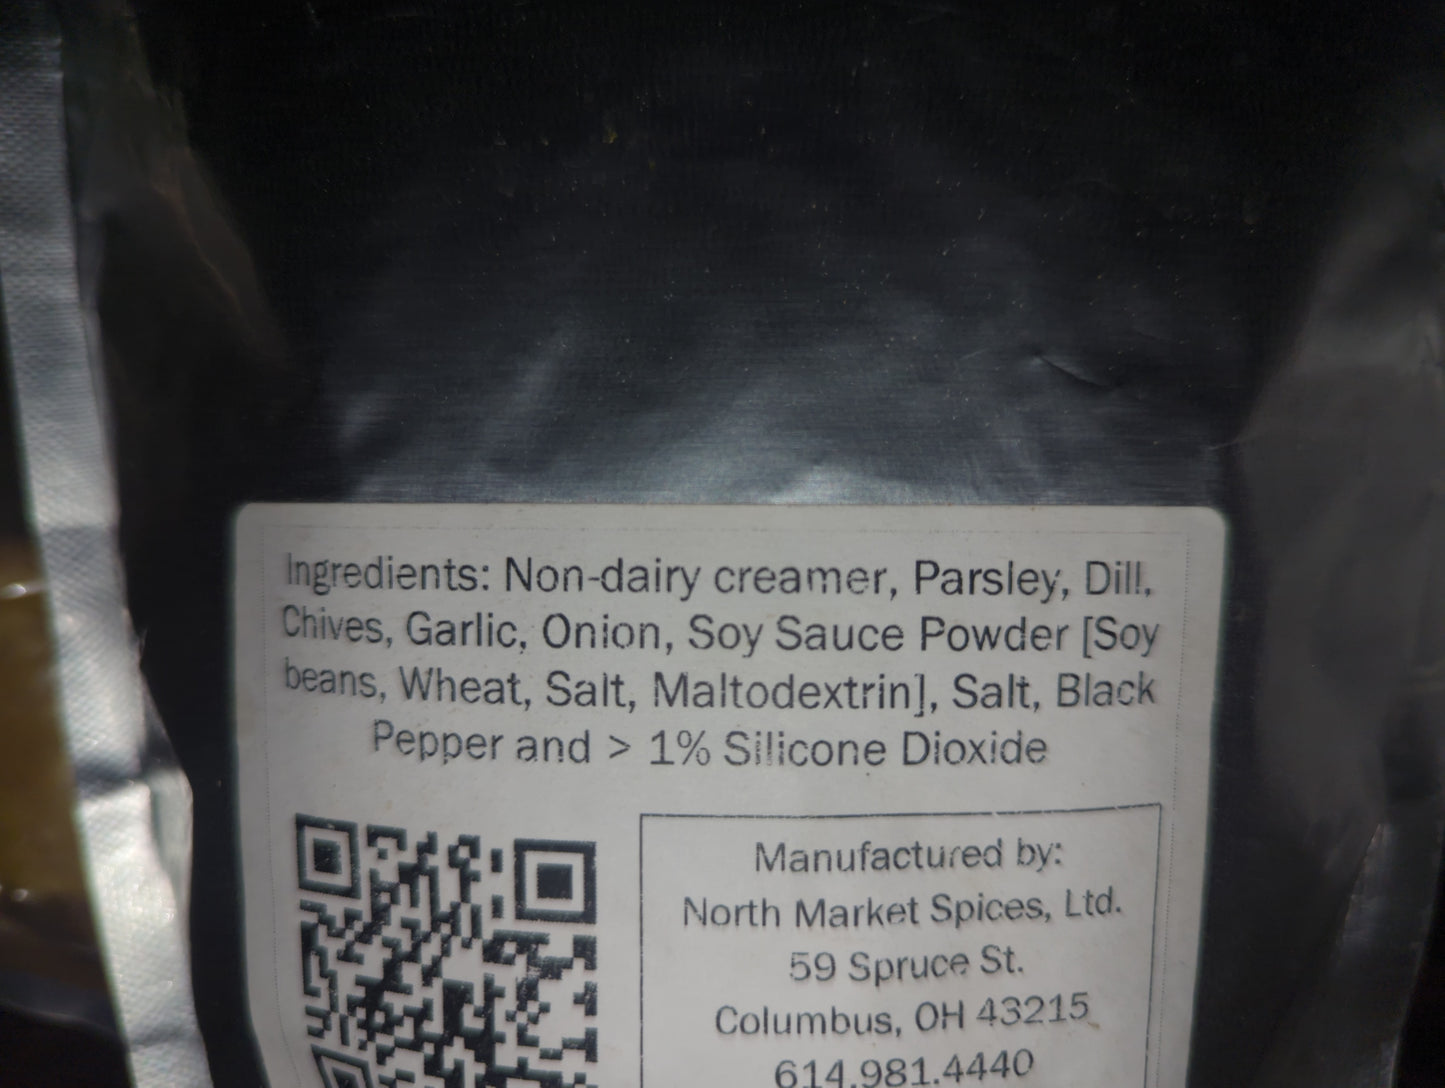 Ingredients: Non-dairy creamer, Parsley, Dill,
Chives, Garlic, Onion, Soy Sauce Powder [Soy
beans, Wheat, Salt, Maltodextrin], Salt, Black
Pepper and > 1% Silicone Dioxide
Manufactured by:
North Market Spices, Ltd.
59 Spruce St.
Columbus, OH 43215
614.981.4440